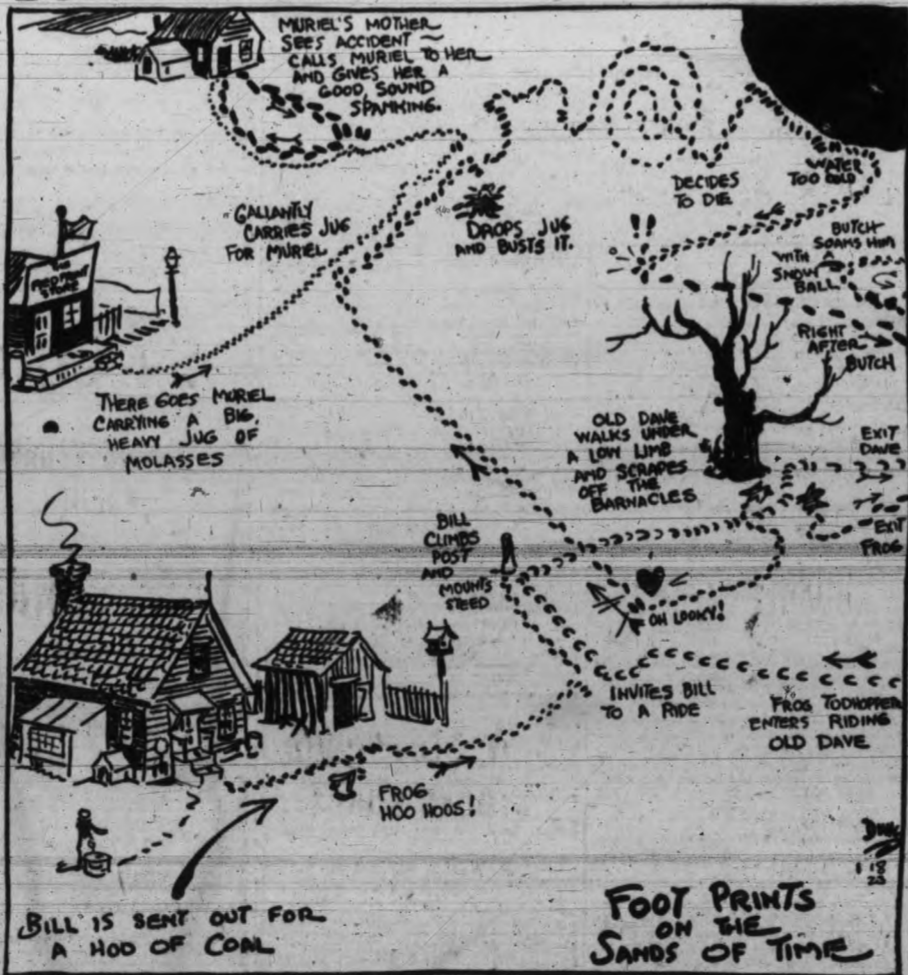 MURIEL'S MOTHER
SEES ACCIDENT ~
CALLS MURIEL TO HER
AND GIVES HER A
GOOD, SOUND
SPANKING.
WATER
TOO COLD
DECIDES
TO DIE
!!
BUTCH
SOAKS HIM
WITH A
SNOW
BALL
GALLANTLY
CARRIES JUG
FOR MURIEL
DROPS JUG
AND BUSTS IT.
RIGHT
AFTER
BUTCH
STORE
THERE GOES MURIEL
CARRYING A BIG,
HEAVY JUG OF
MOLASSES
OLD DAVE
WALKS UNDER
A LOW LIMB
AND SCRAPES
OFF THE
BARNACLES
EXIT
DAVE
EXIT
FROG
BILL
CLIMBS
POST
AND
MOUNTS
STEED
OH LOOKY!
INVITES BILL
TO A RIDE
FROG TODHOPPER
ENTERS RIDING
OLD DAVE
FROG
HOO HOOS!
BILL IS SENT OUT FOR
A HOD OF COAL
FOOT PRINTS
ON THE
SANDS OF TIME